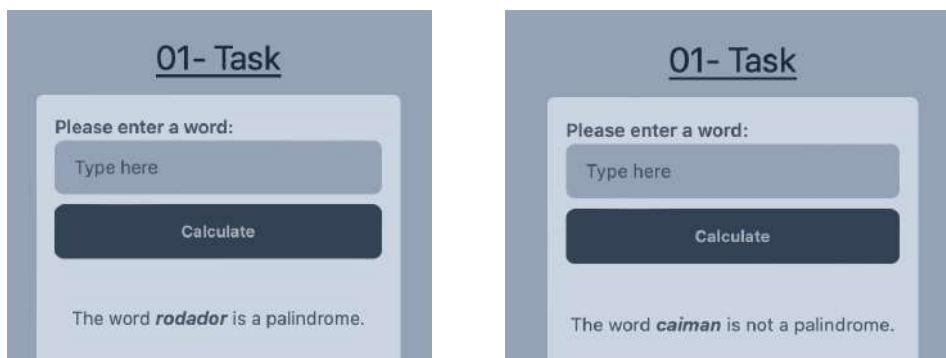 01- Task
Please enter a word:
Type here
Calculate
The word rodador is a palindrome.
01- Task
Please enter a word:
Type here
Calculate
The word caiman is not a palindrome.